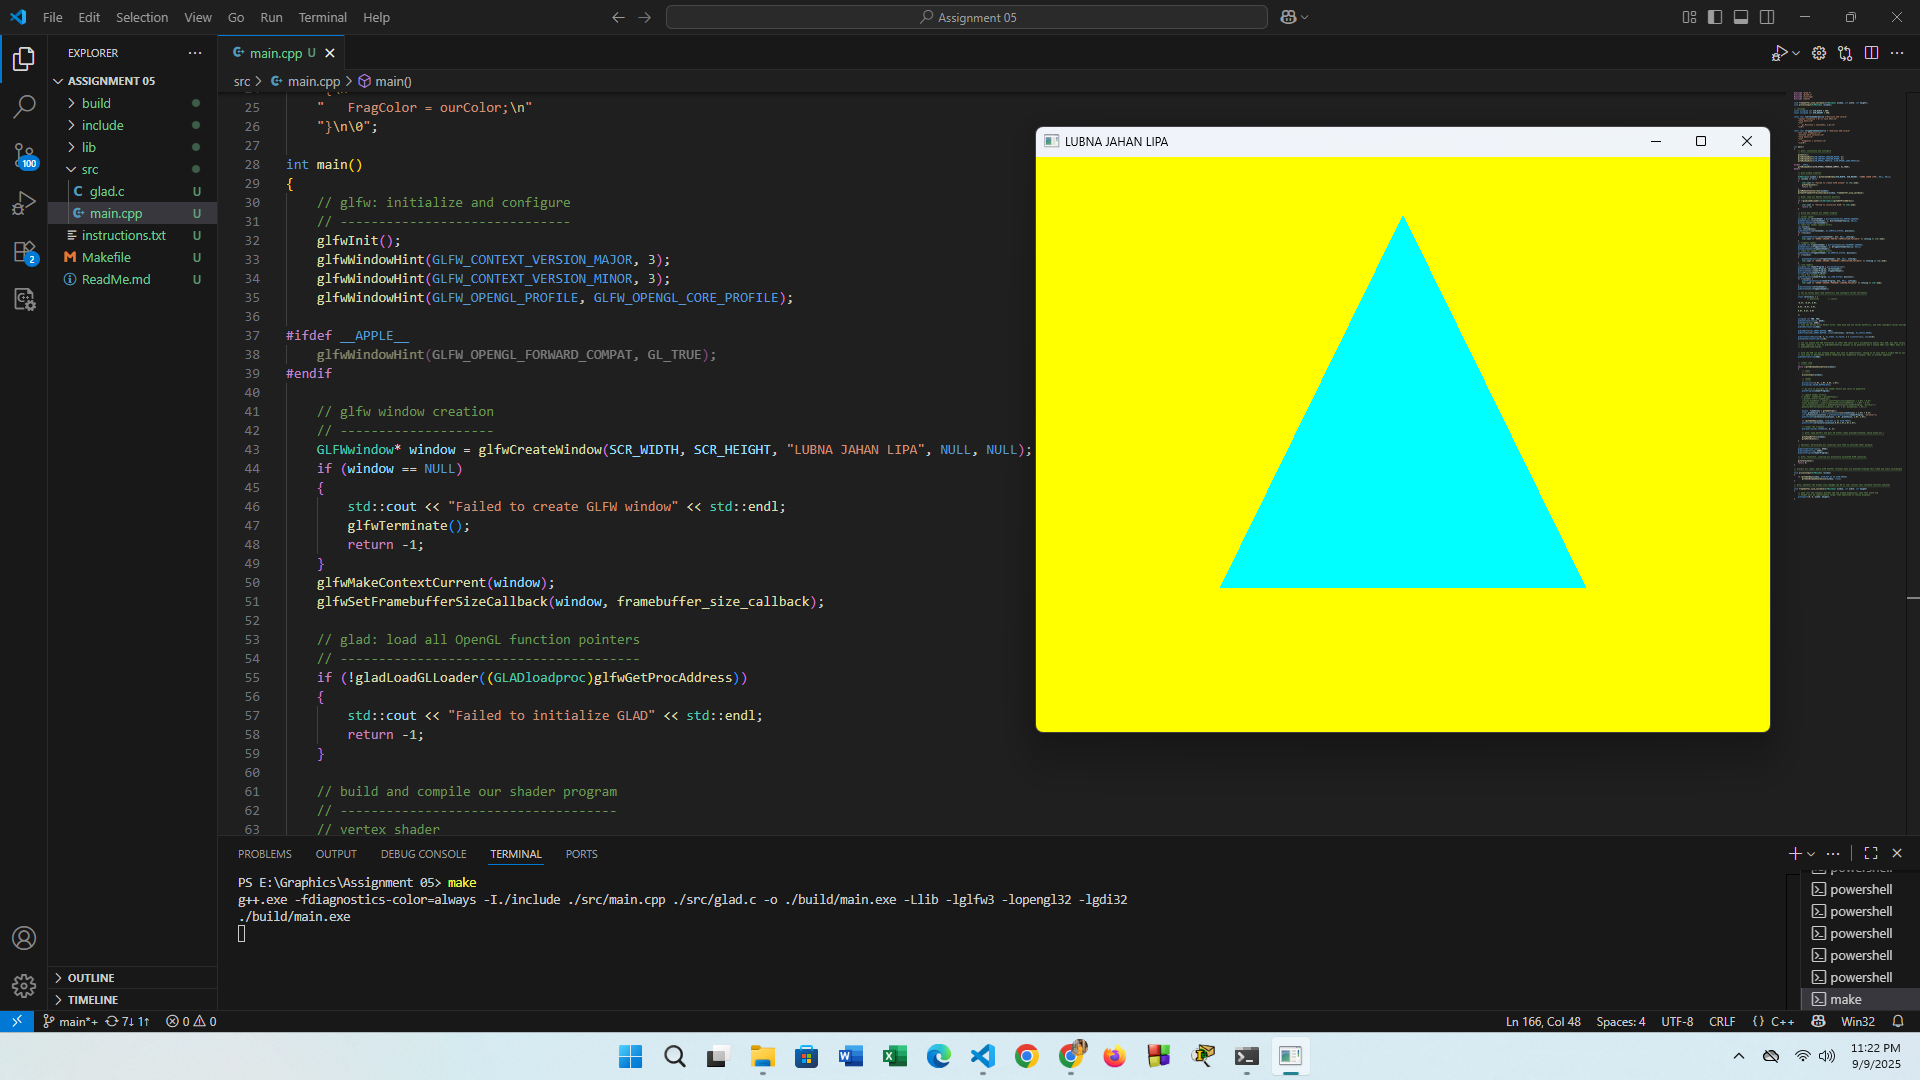 File Edit Selection View Go Run Terminal Help
Assignment 05
EXPLORER
ASSIGNMENT 05
build
include
lib
src
glad.c U
main.cpp U
instructions.txt U
Makefile U
ReadMe.md U
OUTLINE
TIMELINE
100
2
main.cpp U
src > main.cpp > main()
25 "   FragColor = ourColor;\n"
26 "}\n\0";
27
28 int main()
29 {
30 // glfw: initialize and configure
31 // ------------------------------
32 glfwInit();
33 glfwWindowHint(GLFW_CONTEXT_VERSION_MAJOR, 3);
34 glfwWindowHint(GLFW_CONTEXT_VERSION_MINOR, 3);
35 glfwWindowHint(GLFW_OPENGL_PROFILE, GLFW_OPENGL_CORE_PROFILE);
36
37 #ifdef __APPLE__
38 glfwWindowHint(GLFW_OPENGL_FORWARD_COMPAT, GL_TRUE);
39 #endif
40
41 // glfw window creation
42 // --------------------
43 GLFWwindow* window = glfwCreateWindow(SCR_WIDTH, SCR_HEIGHT, "LUBNA JAHAN LIPA", NULL, NULL);
44 if (window == NULL)
45 {
46 std::cout << "Failed to create GLFW window" << std::endl;
47 glfwTerminate();
48 return -1;
49 }
50 glfwMakeContextCurrent(window);
51 glfwSetFramebufferSizeCallback(window, framebuffer_size_callback);
52
53 // glad: load all OpenGL function pointers
54 // ---------------------------------------
55 if (!gladLoadGLLoader((GLADloadproc)glfwGetProcAddress))
56 {
57 std::cout << "Failed to initialize GLAD" << std::endl;
58 return -1;
59 }
60
61 // build and compile our shader program
62 // ------------------------------------
63 // vertex shader
LUBNA JAHAN LIPA
PROBLEMS OUTPUT DEBUG CONSOLE TERMINAL PORTS
PS E:\Graphics\Assignment 05> make
g++.exe -fdiagnostics-color=always -I./include ./src/main.cpp ./src/glad.c -o ./build/main.exe -Llib -lglfw3 -lopengl32 -lgdi32
./build/main.exe
powershell
powershell
powershell
powershell
powershell
make
main*+ 7↓ 1↑ 0 0
Ln 166, Col 48 Spaces: 4 UTF-8 CRLF {} C++ Win32
11:22 PM
9/9/2025